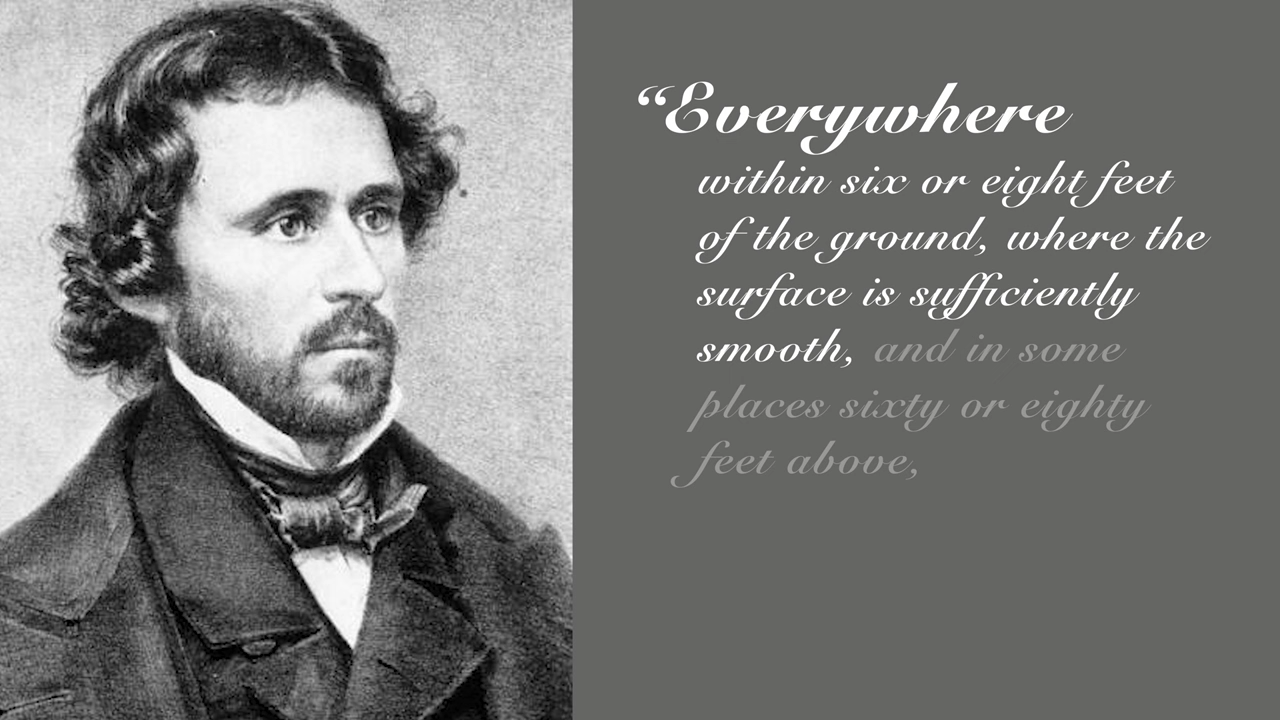 “Everywhere
within six or eight feet
of the ground, where the
surface is sufficiently
smooth, and in some
places sixty or eighty
feet above,